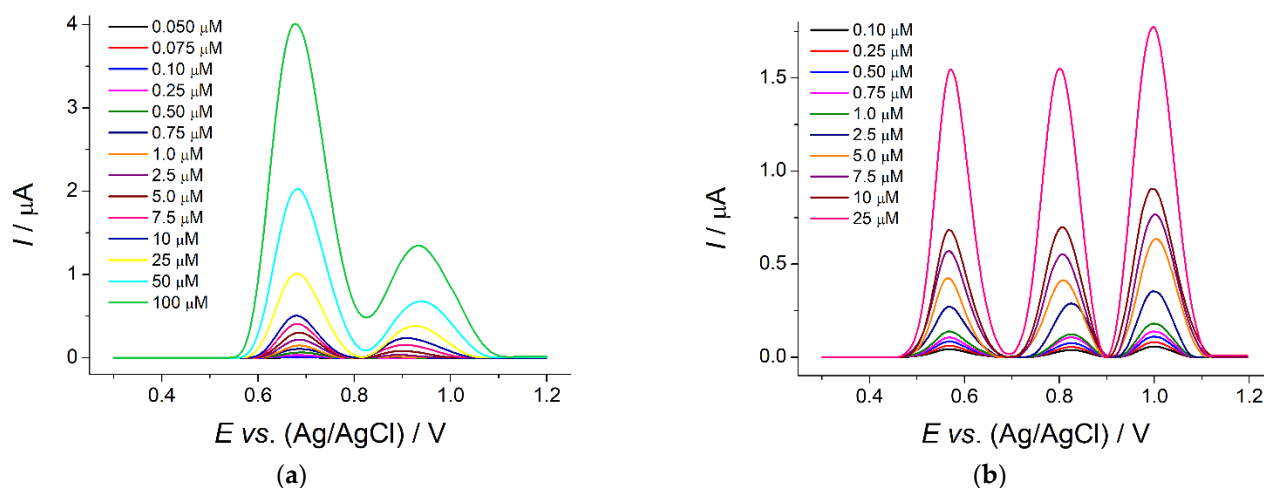 4
3
2
1
0
I / μA
0.050 μM
0.075 μM
0.10 μM
0.25 μM
0.50 μM
0.75 μM
1.0 μM
2.5 μM
5.0 μM
7.5 μM
10 μM
25 μM
50 μM
100 μM
0.4 0.6 0.8 1.0 1.2
E vs. (Ag/AgCl) / V
(a)
1.5
1.0
0.5
0.0
I / μA
0.10 μM
0.25 μM
0.50 μM
0.75 μM
1.0 μM
2.5 μM
5.0 μM
7.5 μM
10 μM
25 μM
0.4 0.6 0.8 1.0 1.2
E vs. (Ag/AgCl) / V
(b)